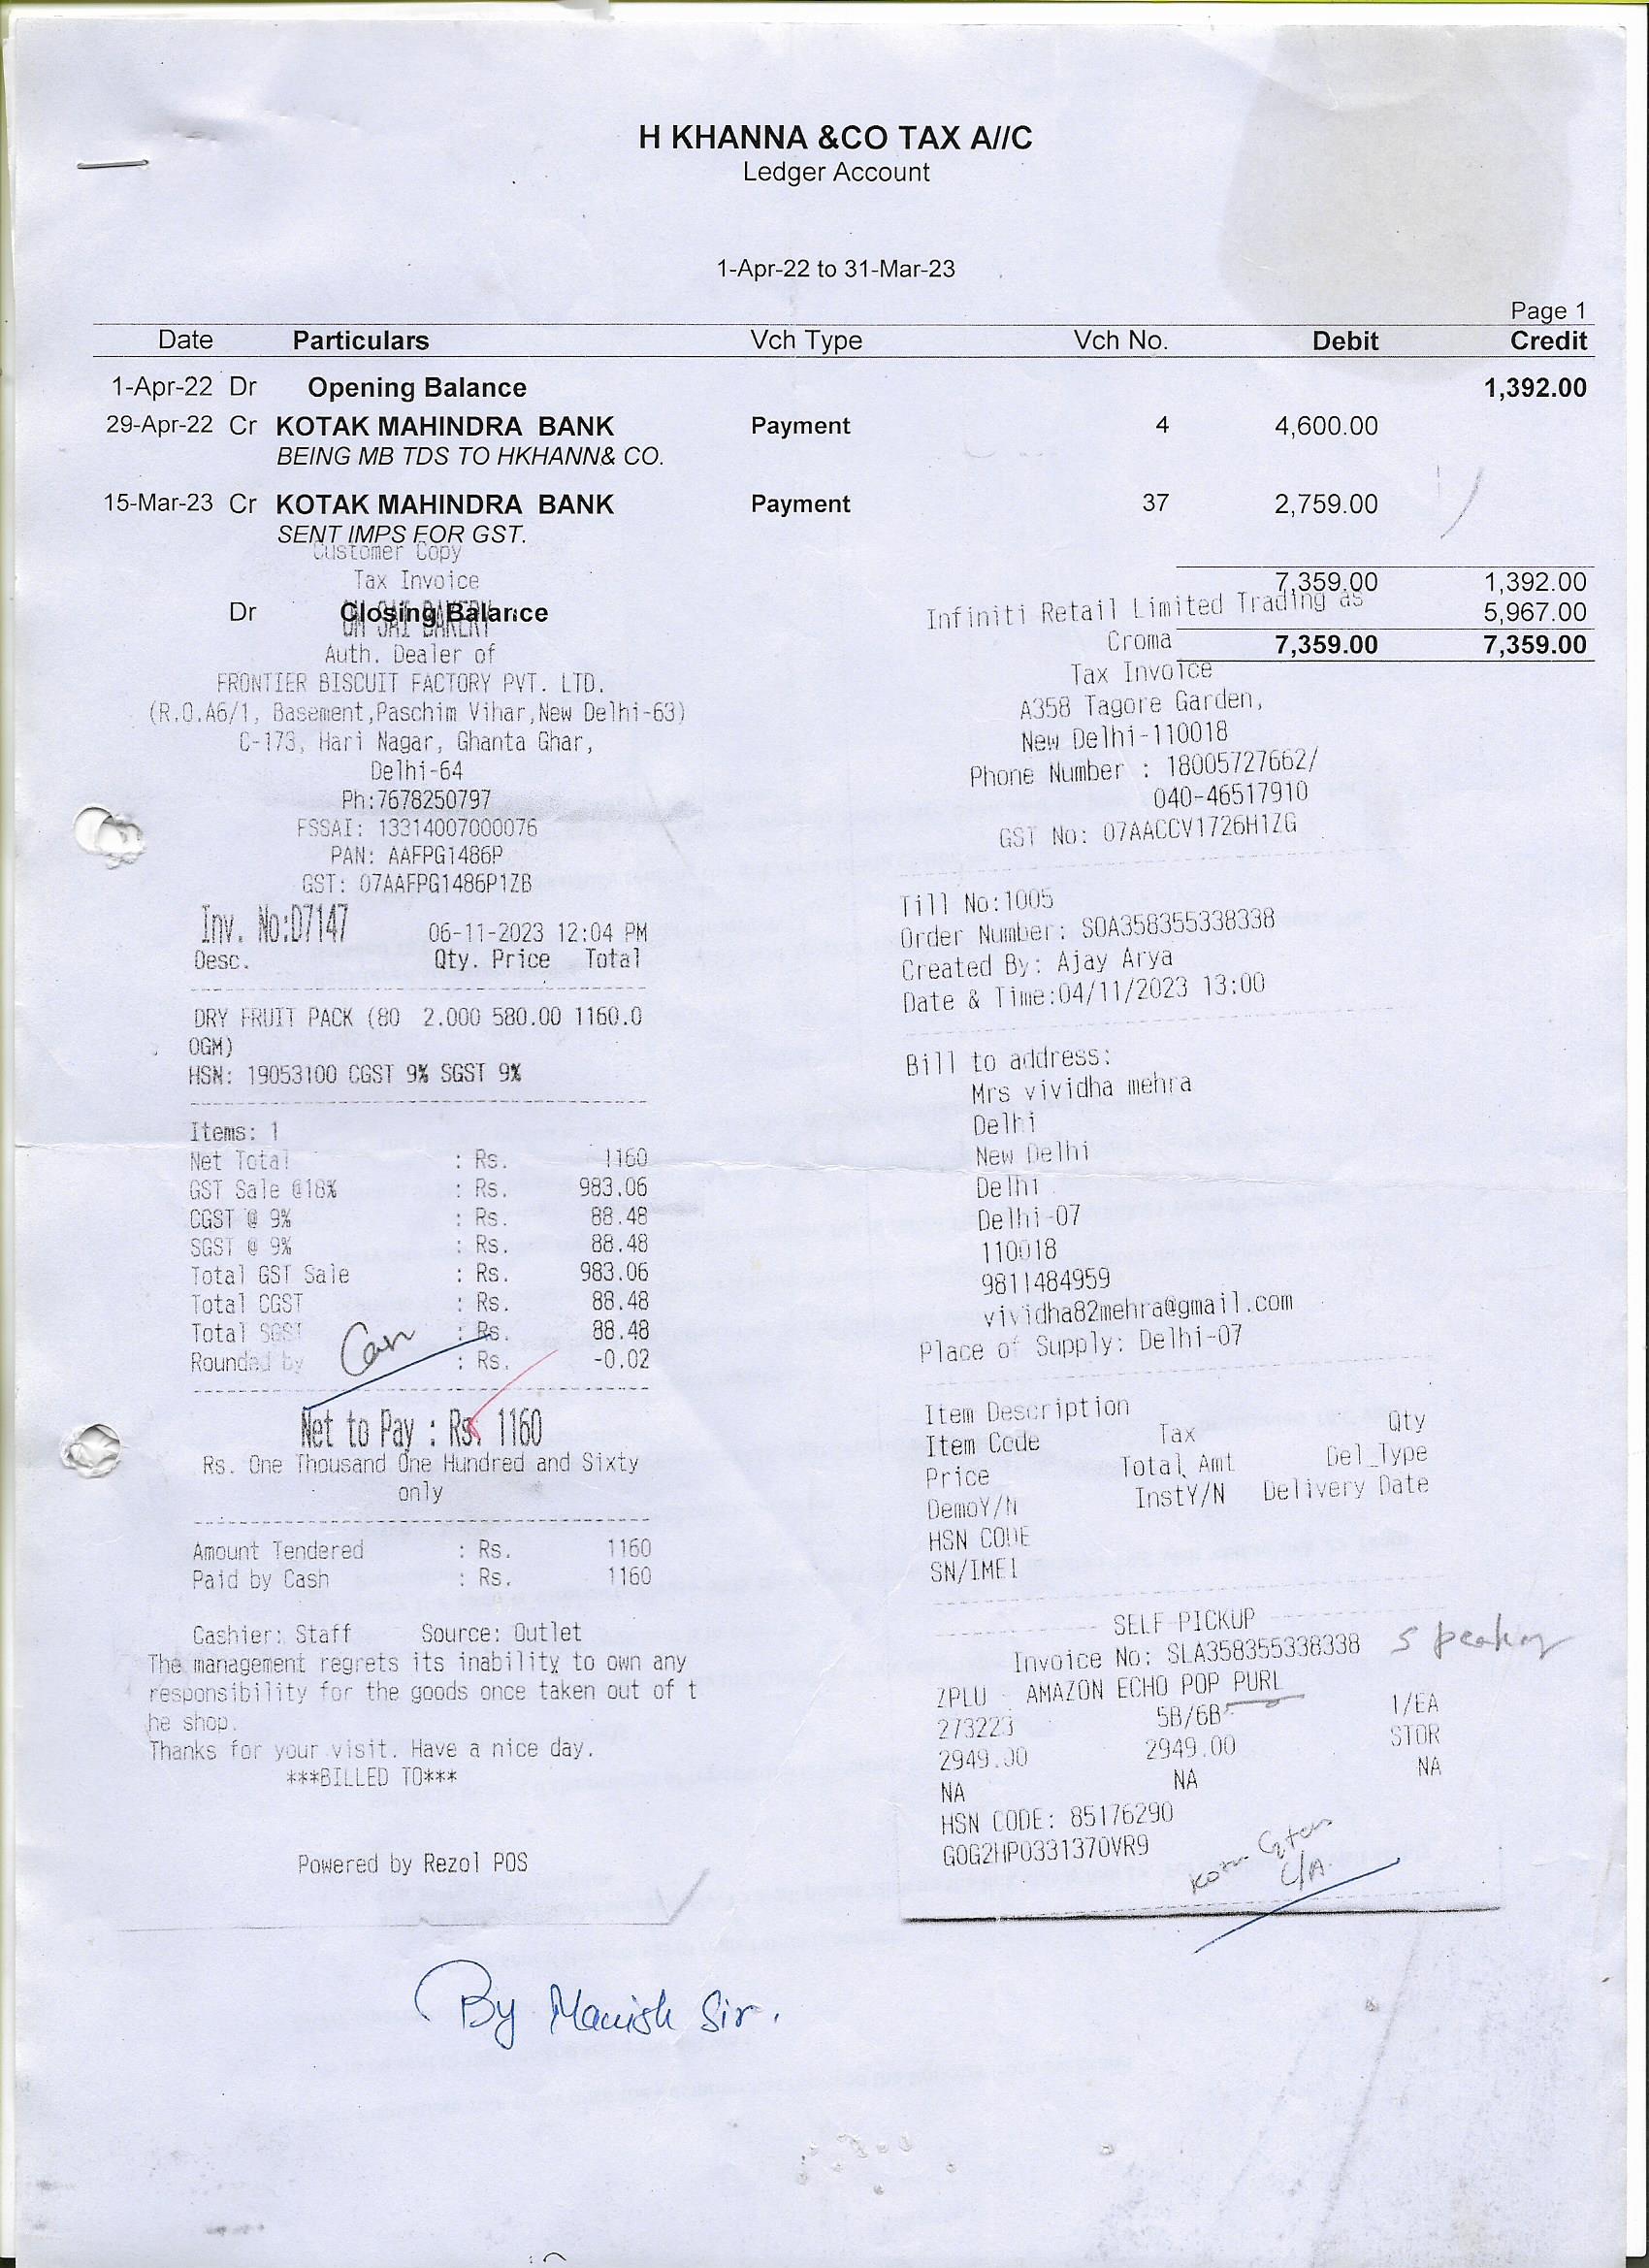 H KHANNA &CO TAX A//C
Ledger Account
1-Apr-22 to 31-Mar-23
Page 1
Date Particulars Vch Type Vch No. Debit Credit
1-Apr-22 Dr Opening Balance 1,392.00
29-Apr-22 Cr KOTAK MAHINDRA BANK Payment 4 4,600.00
BEING MB TDS TO HKHANN& CO.
15-Mar-23 Cr KOTAK MAHINDRA BANK Payment 37 2,759.00
SENT IMPS FOR GST.
7,359.00 1,392.00
Dr Closing Balance 5,967.00
7,359.00 7,359.00
Customer Copy
Tax Invoice
OM SAI BAKERY
Auth. Dealer of
FRONTIER BISCUIT FACTORY PVT. LTD.
(R.O.A6/1, Basement,Paschim Vihar,New Delhi-63)
C-173, Hari Nagar, Ghanta Ghar,
Delhi-64
Ph:7678250797
FSSAI: 13314007000076
PAN: AAFPG1486P
GST: 07AAFPG1486P1ZB
Inv. No:D7147 06-11-2023 12:04 PM
Desc. Qty. Price Total
DRY FRUIT PACK (80 2.000 580.00 1160.0
0GM)
HSN: 19053100 CGST 9% SGST 9%
Items: 1
Net Total : Rs. 1160
GST Sale @18% : Rs. 983.06
CGST @ 9% : Rs. 88.48
SGST @ 9% : Rs. 88.48
Total GST Sale : Rs. 983.06
Total CGST : Rs. 88.48
Total SGST : Rs. 88.48
Rounded by : Rs. -0.02
Net to Pay : Rs. 1160
Rs. One Thousand One Hundred and Sixty
only
Amount Tendered : Rs. 1160
Paid by Cash : Rs. 1160
Cashier: Staff Source: Outlet
The management regrets its inability to own any
responsibility for the goods once taken out of t
he shop.
Thanks for your visit. Have a nice day.
***BILLED TO***
Powered by Rezol POS
Infiniti Retail Limited Trading as
Croma
Tax Invoice
A358 Tagore Garden,
New Delhi-110018
Phone Number : 18005727662/
040-46517910
GST No: 07AACCV1726H1ZG
Till No:1005
Order Number: SOA358355338338
Created By: Ajay Arya
Date & Time:04/11/2023 13:00
Bill to address:
Mrs vividha mehra
Delhi
New Delhi
Delhi
Delhi-07
110018
9811484959
vividha82mehra@gmail.com
Place of Supply: Delhi-07
Item Description
Item Code Tax Qty
Price Total Amt Del_Type
DemoY/N InstY/N Delivery Date
HSN CODE
SN/IMEI
SELF PICKUP
Invoice No: SLA358355338338
speaker
ZPLU - AMAZON ECHO POP PURL
273223 5B/6B 1/EA
2949.00 2949.00 STOR
NA NA NA
HSN CODE: 85176290
G0G2HP0331370VR9
C/A.
By Manish Sir.